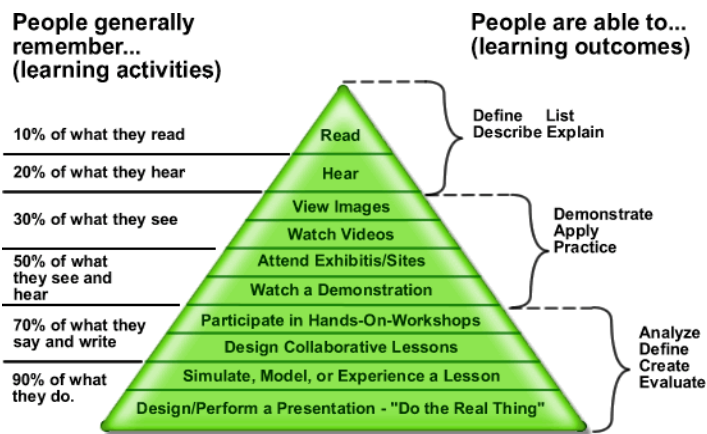 People generally
remember...
(learning activities)
People are able to...
(learning outcomes)
10% of what they read
Read
Define List
Describe Explain
20% of what they hear
Hear
30% of what they see
View Images
Watch Videos
Demonstrate
Apply
Practice
50% of what
they see and
hear
Attend Exhibitis/Sites
Watch a Demonstration
70% of what they
say and write
Participate in Hands-On-Workshops
Design Collaborative Lessons
Analyze
Define
Create
Evaluate
90% of what
they do.
Simulate, Model, or Experience a Lesson
Design/Perform a Presentation - "Do the Real Thing"